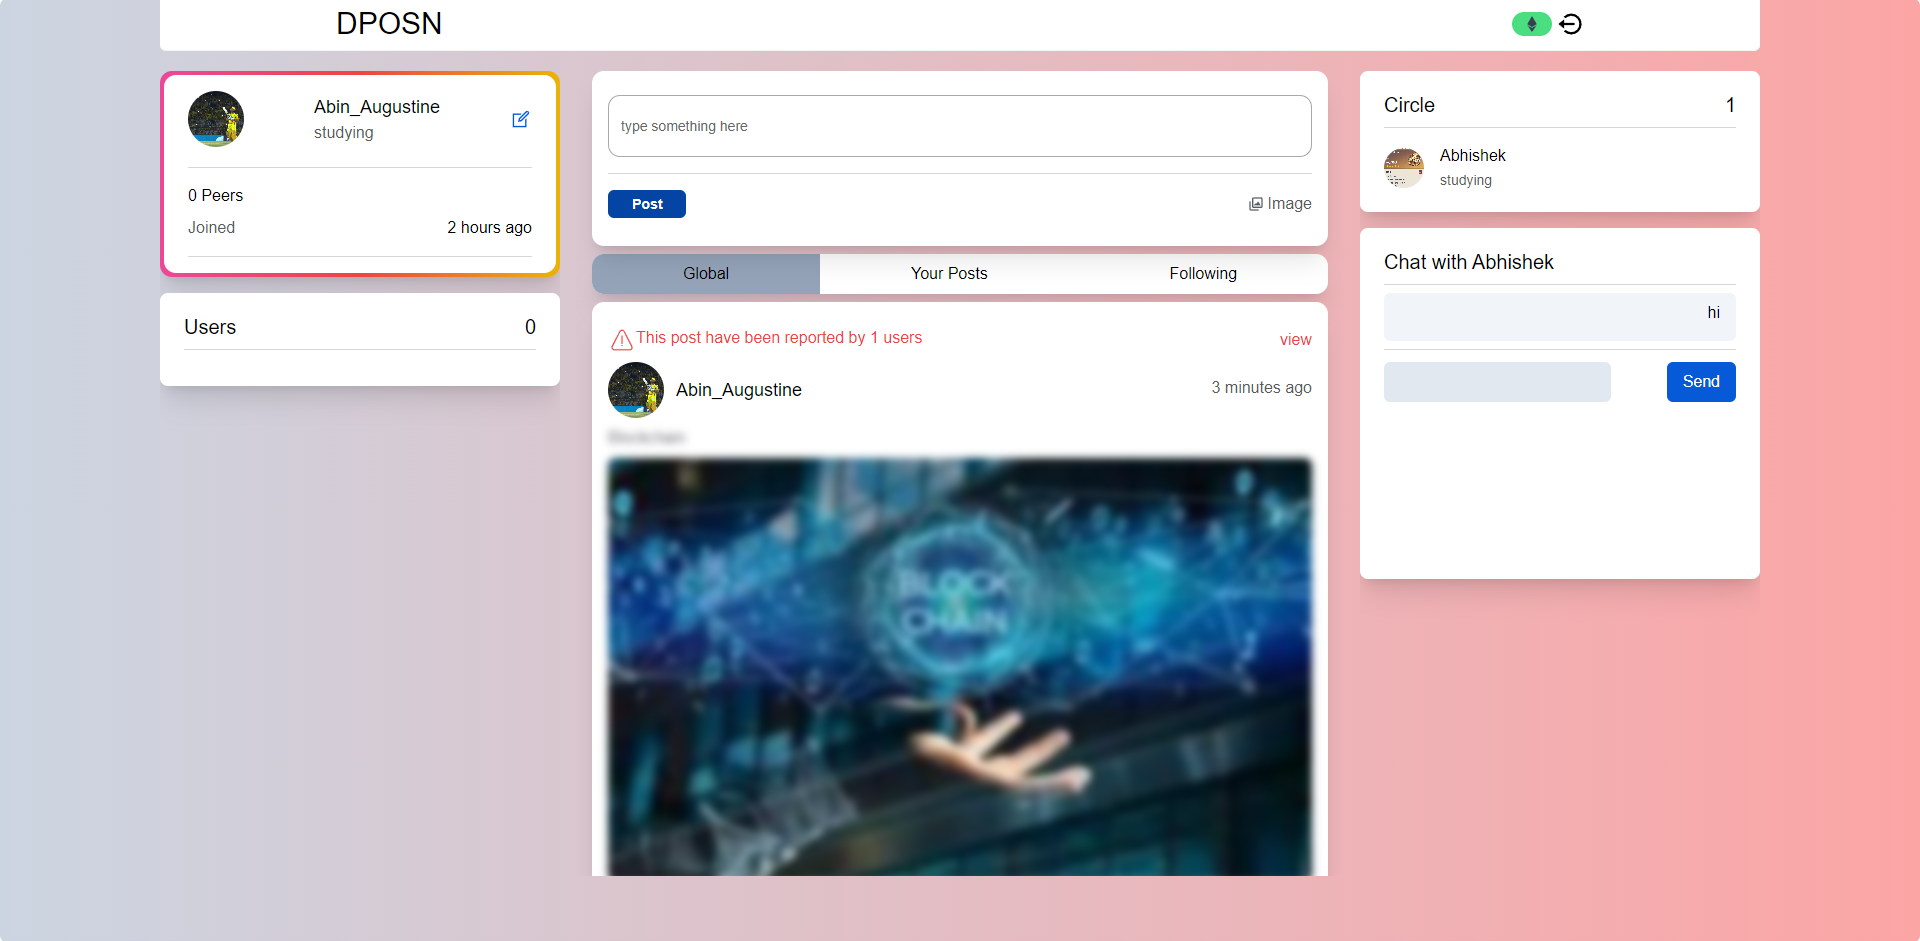 DPOSN
Abin_Augustine
studying
0 Peers
Joined
2 hours ago
Users
0
type something here
Post
Image
Global
Your Posts
Following
This post have been reported by 1 users
view
Abin_Augustine
3 minutes ago
Blockchain
BLOCK
CHAIN
Circle
1
Abhishek
studying
Chat with Abhishek
hi
Send